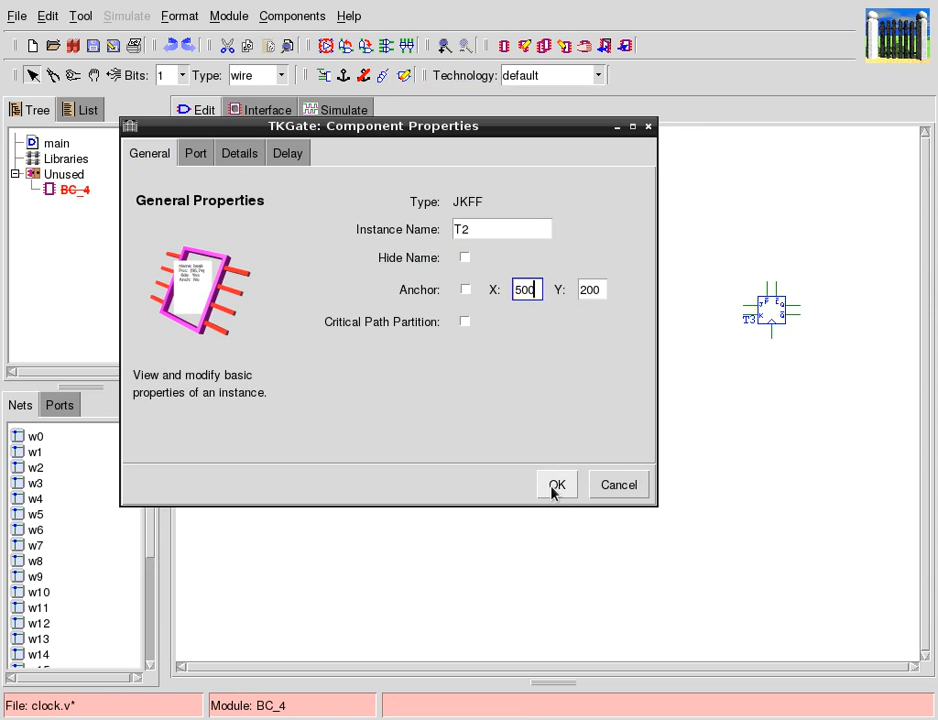 File Edit Tool Simulate Format Module Components Help
Bits: 1 Type: wire Technology: default
Tree List Edit Interface Simulate
TKGate: Component Properties
main
Libraries
Unused
BC_4
General Port Details Delay
General Properties
Type: JKFF
Instance Name: T2
Hide Name:
Anchor: X: 500 Y: 200
Critical Path Partition:
View and modify basic
properties of an instance.
OK Cancel
T3
J
K
Q
Q
Nets Ports
w0
w1
w2
w3
w4
w5
w6
w7
w8
w9
w10
w11
w12
w13
w14
File: clock.v* Module: BC_4